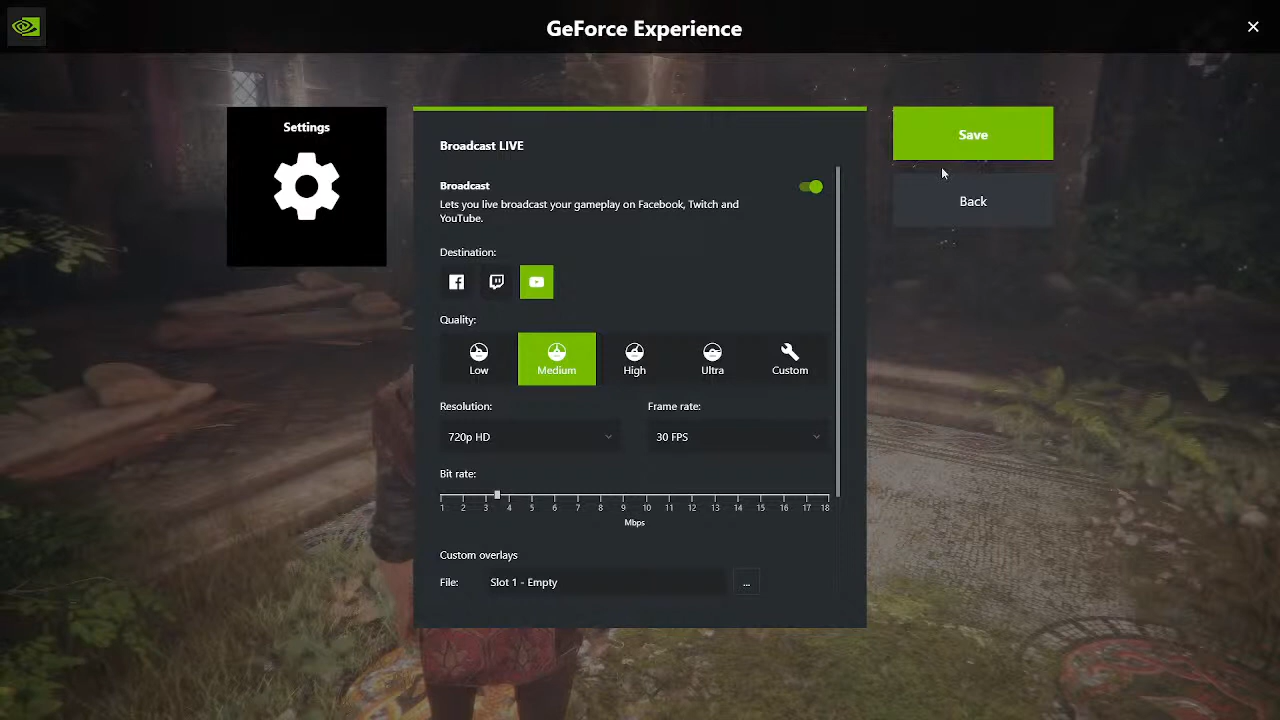 GeForce Experience
Settings
Broadcast LIVE
Save
Broadcast
Lets you live broadcast your gameplay on Facebook, Twitch and
YouTube.
Back
Destination:
Quality:
Low
Medium
High
Ultra
Custom
Resolution:
Frame rate:
720p HD
30 FPS
Bit rate:
1 2 3 4 5 6 7 8 9 10 11 12 13 14 15 16 17 18
Mbps
Custom overlays
File: Slot 1 - Empty ...